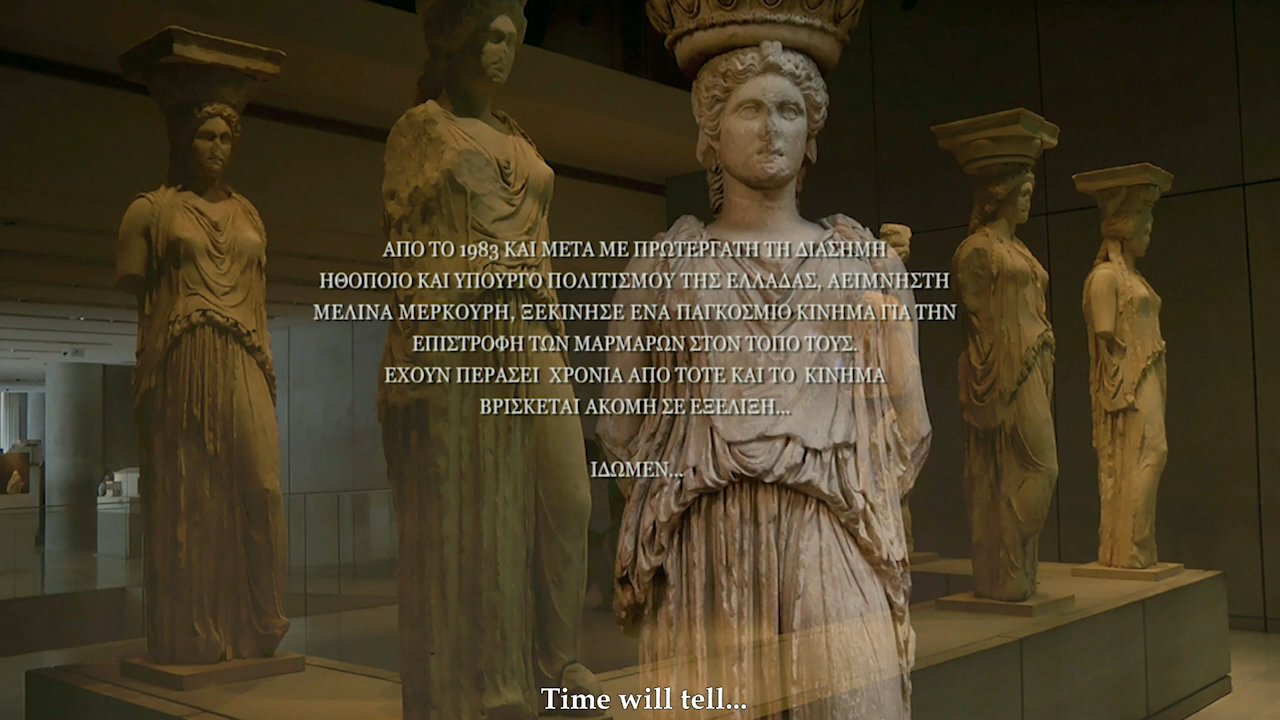 ΑΠΟ ΤΟ 1983 ΚΑΙ ΜΕΤΑ ΜΕ ΠΡΩΤΕΡΓΑΤΗ ΤΗ ΔΙΑΣΗΜΗ
ΗΘΟΠΟΙΟ ΚΑΙ ΥΠΟΥΡΓΟ ΠΟΛΙΤΙΣΜΟΥ ΤΗΣ ΕΛΛΑΔΑΣ, ΑΕΙΜΝΗΣΤΗ
ΜΕΛΙΝΑ ΜΕΡΚΟΥΡΗ, ΞΕΚΙΝΗΣΕ ΕΝΑ ΠΑΓΚΟΣΜΙΟ ΚΙΝΗΜΑ ΓΙΑ ΤΗΝ
ΕΠΙΣΤΡΟΦΗ ΤΩΝ ΜΑΡΜΑΡΩΝ ΣΤΟΝ ΤΟΠΟ ΤΟΥΣ.
ΕΧΟΥΝ ΠΕΡΑΣΕΙ ΧΡΟΝΙΑ ΑΠΟ ΤΟΤΕ ΚΑΙ ΤΟ ΚΙΝΗΜΑ
ΒΡΙΣΚΕΤΑΙ ΑΚΟΜΗ ΣΕ ΕΞΕΛΙΞΗ...
ΙΔΩΜΕΝ...
Time will tell...